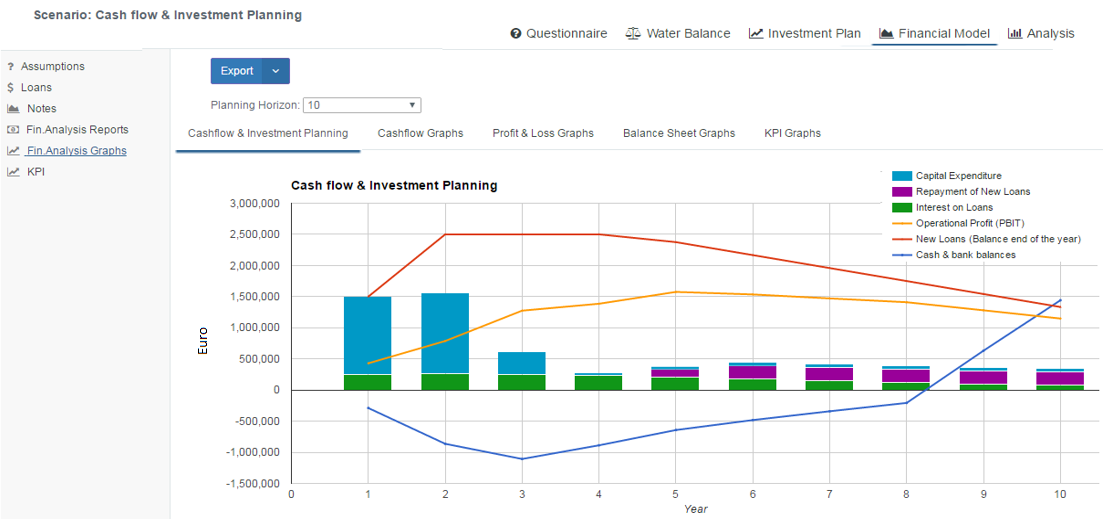 Scenario: Cash flow & Investment Planning
Questionnaire
Water Balance
Investment Plan
Financial Model
Analysis
? Assumptions
$ Loans
Notes
Fin.Analysis Reports
Fin.Analysis Graphs
KPI
Export
Planning Horizon: 10
Cashflow & Investment Planning
Cashflow Graphs
Profit & Loss Graphs
Balance Sheet Graphs
KPI Graphs
Cash flow & Investment Planning
Capital Expenditure
Repayment of New Loans
Interest on Loans
Operational Profit (PBIT)
New Loans (Balance end of the year)
Cash & bank balances
Euro
3,000,000
2,500,000
2,000,000
1,500,000
1,000,000
500,000
0
-500,000
-1,000,000
-1,500,000
0 1 2 3 4 5 6 7 8 9 10
Year